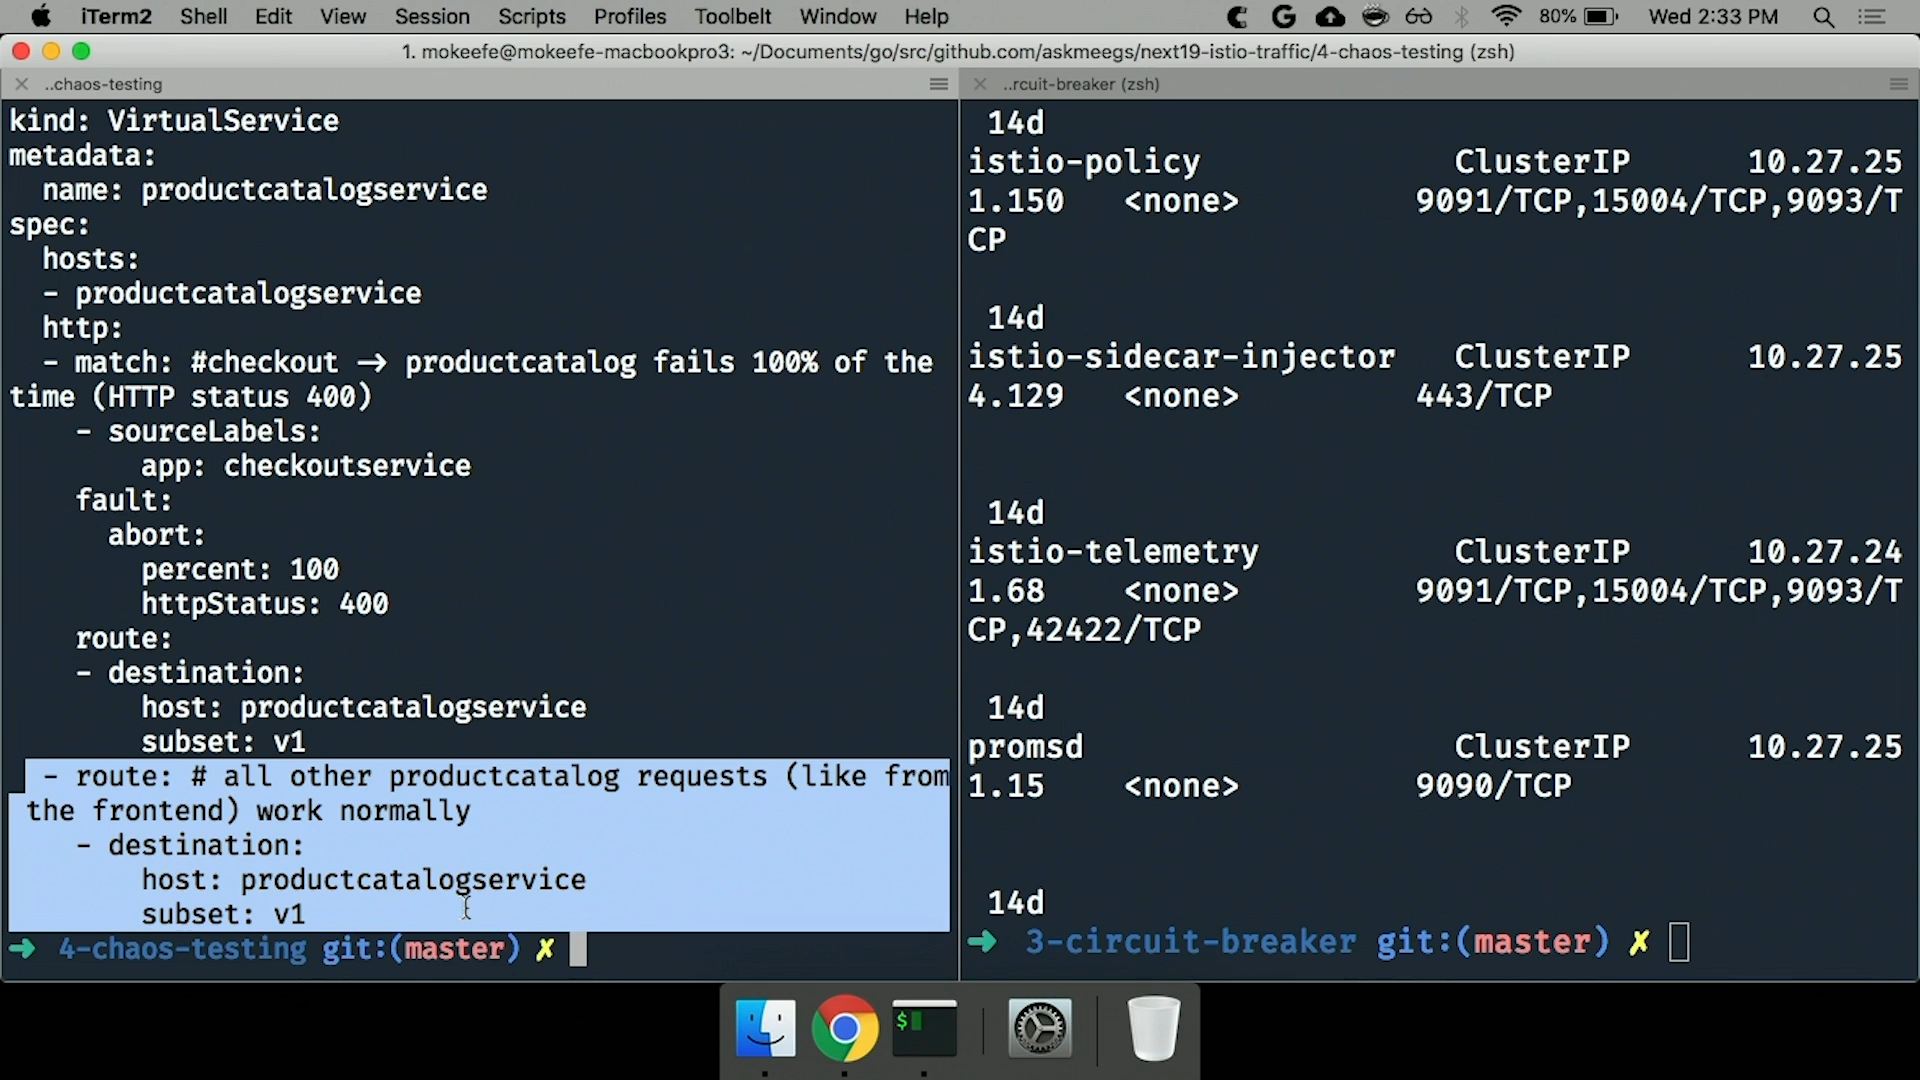 iTerm2 Shell Edit View Session Scripts Profiles Toolbelt Window Help 80% Wed 2:33 PM
1. mokeefe@mokeefe-macbookpro3: ~/Documents/go/src/github.com/askmeegs/next19-istio-traffic/4-chaos-testing (zsh)
..chaos-testing
kind: VirtualService
metadata:
  name: productcatalogservice
spec:
  hosts:
  - productcatalogservice
  http:
  - match: #checkout → productcatalog fails 100% of the
time (HTTP status 400)
    - sourceLabels:
        app: checkoutservice
    fault:
      abort:
        percent: 100
        httpStatus: 400
    route:
    - destination:
        host: productcatalogservice
        subset: v1
  - route: # all other productcatalog requests (like from
 the frontend) work normally
    - destination:
        host: productcatalogservice
        subset: v1
➜ 4-chaos-testing git:(master) ✗
..rcuit-breaker (zsh)
 14d
istio-policy ClusterIP 10.27.25
1.150 <none> 9091/TCP,15004/TCP,9093/T
CP
 14d
istio-sidecar-injector ClusterIP 10.27.25
4.129 <none> 443/TCP
 14d
istio-telemetry ClusterIP 10.27.24
1.68 <none> 9091/TCP,15004/TCP,9093/T
CP,42422/TCP
 14d
promsd ClusterIP 10.27.25
1.15 <none> 9090/TCP
 14d
➜ 3-circuit-breaker git:(master) ✗
$